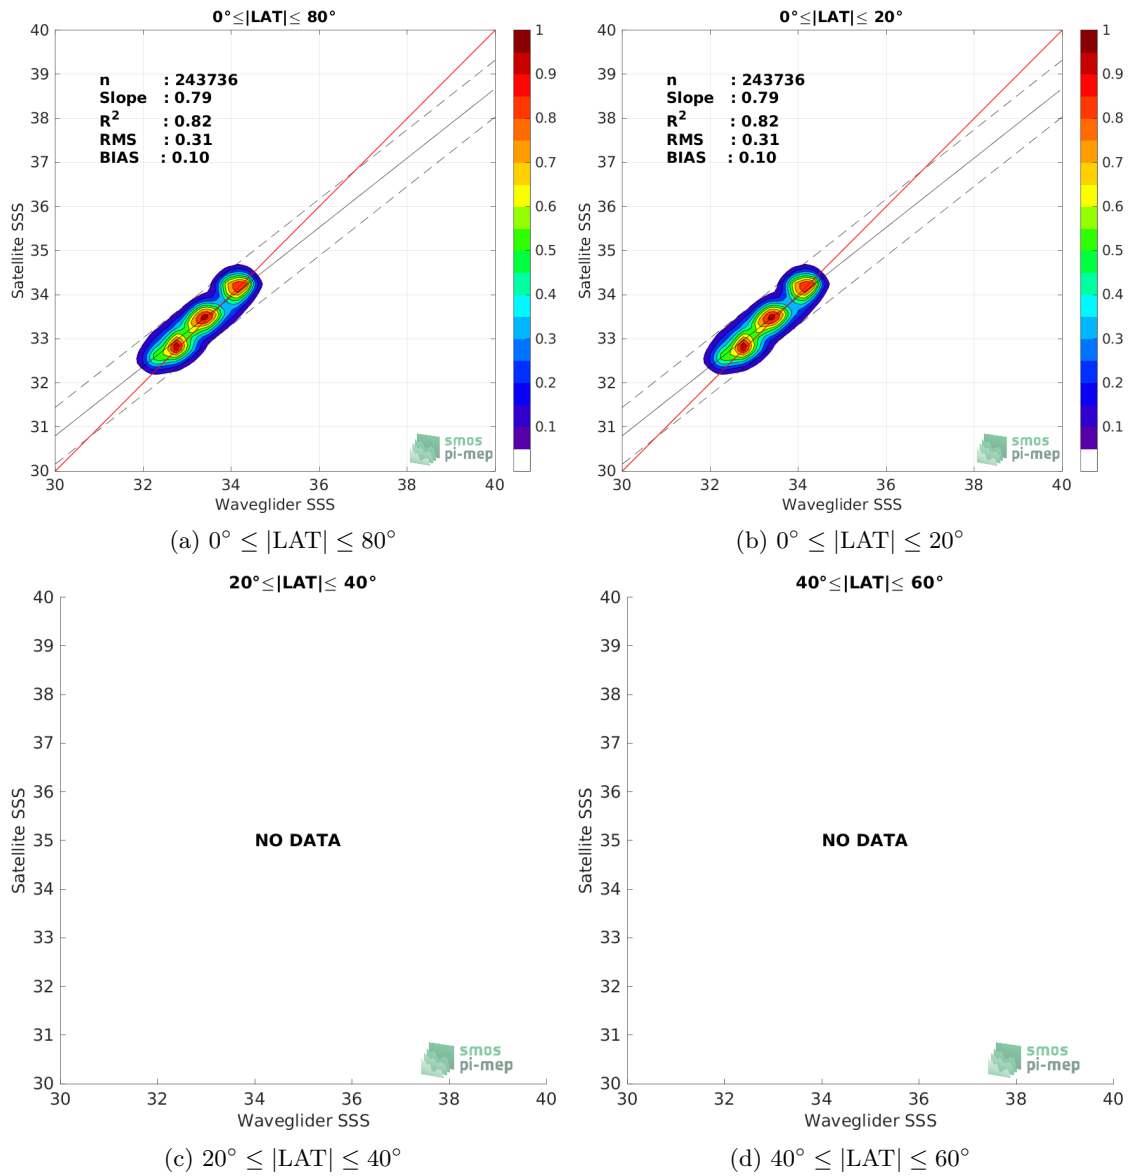 0°≤|LAT|≤ 80°
40
39
38
37
36
35
34
33
32
31
30
Satellite SSS
n : 243736
Slope : 0.79
R² : 0.82
RMS : 0.31
BIAS : 0.10
1
0.9
0.8
0.7
0.6
0.5
0.4
0.3
0.2
0.1
smos
pi-mep
30 32 34 36 38 40
Waveglider SSS
(a) 0° ≤ |LAT| ≤ 80°
0°≤|LAT|≤ 20°
40
39
38
37
36
35
34
33
32
31
30
Satellite SSS
n : 243736
Slope : 0.79
R² : 0.82
RMS : 0.31
BIAS : 0.10
1
0.9
0.8
0.7
0.6
0.5
0.4
0.3
0.2
0.1
smos
pi-mep
30 32 34 36 38 40
Waveglider SSS
(b) 0° ≤ |LAT| ≤ 20°
20°≤|LAT|≤ 40°
40
39
38
37
36
35
34
33
32
31
30
Satellite SSS
NO DATA
smos
pi-mep
30 32 34 36 38 40
Waveglider SSS
(c) 20° ≤ |LAT| ≤ 40°
40°≤|LAT|≤ 60°
40
39
38
37
36
35
34
33
32
31
30
Satellite SSS
NO DATA
smos
pi-mep
30 32 34 36 38 40
Waveglider SSS
(d) 40° ≤ |LAT| ≤ 60°